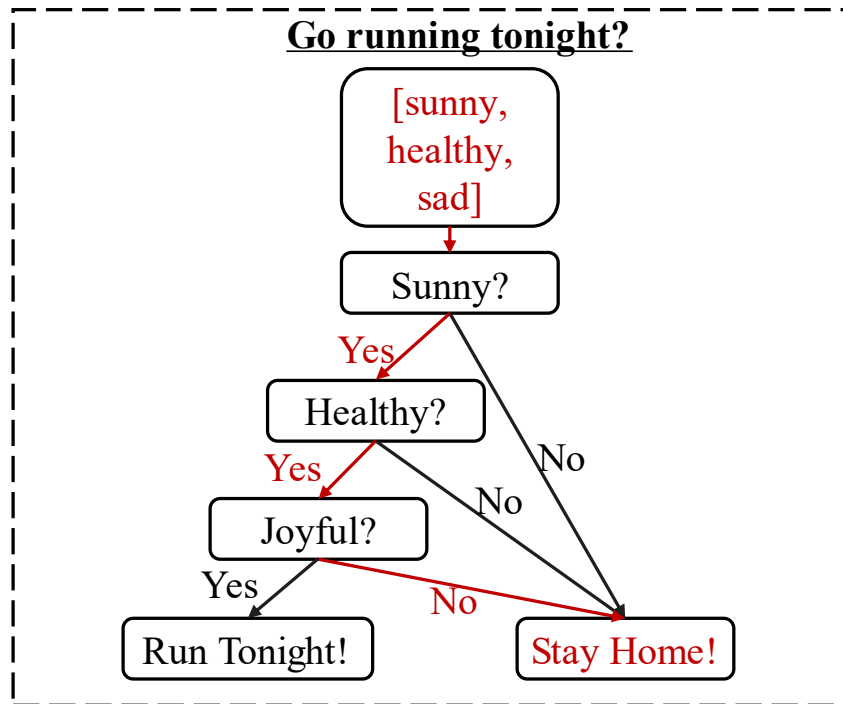 Go running tonight?
[sunny,
healthy,
sad]
Sunny?
Yes
Healthy?
No
Yes
No
Joyful?
Yes
No
Run Tonight!
Stay Home!